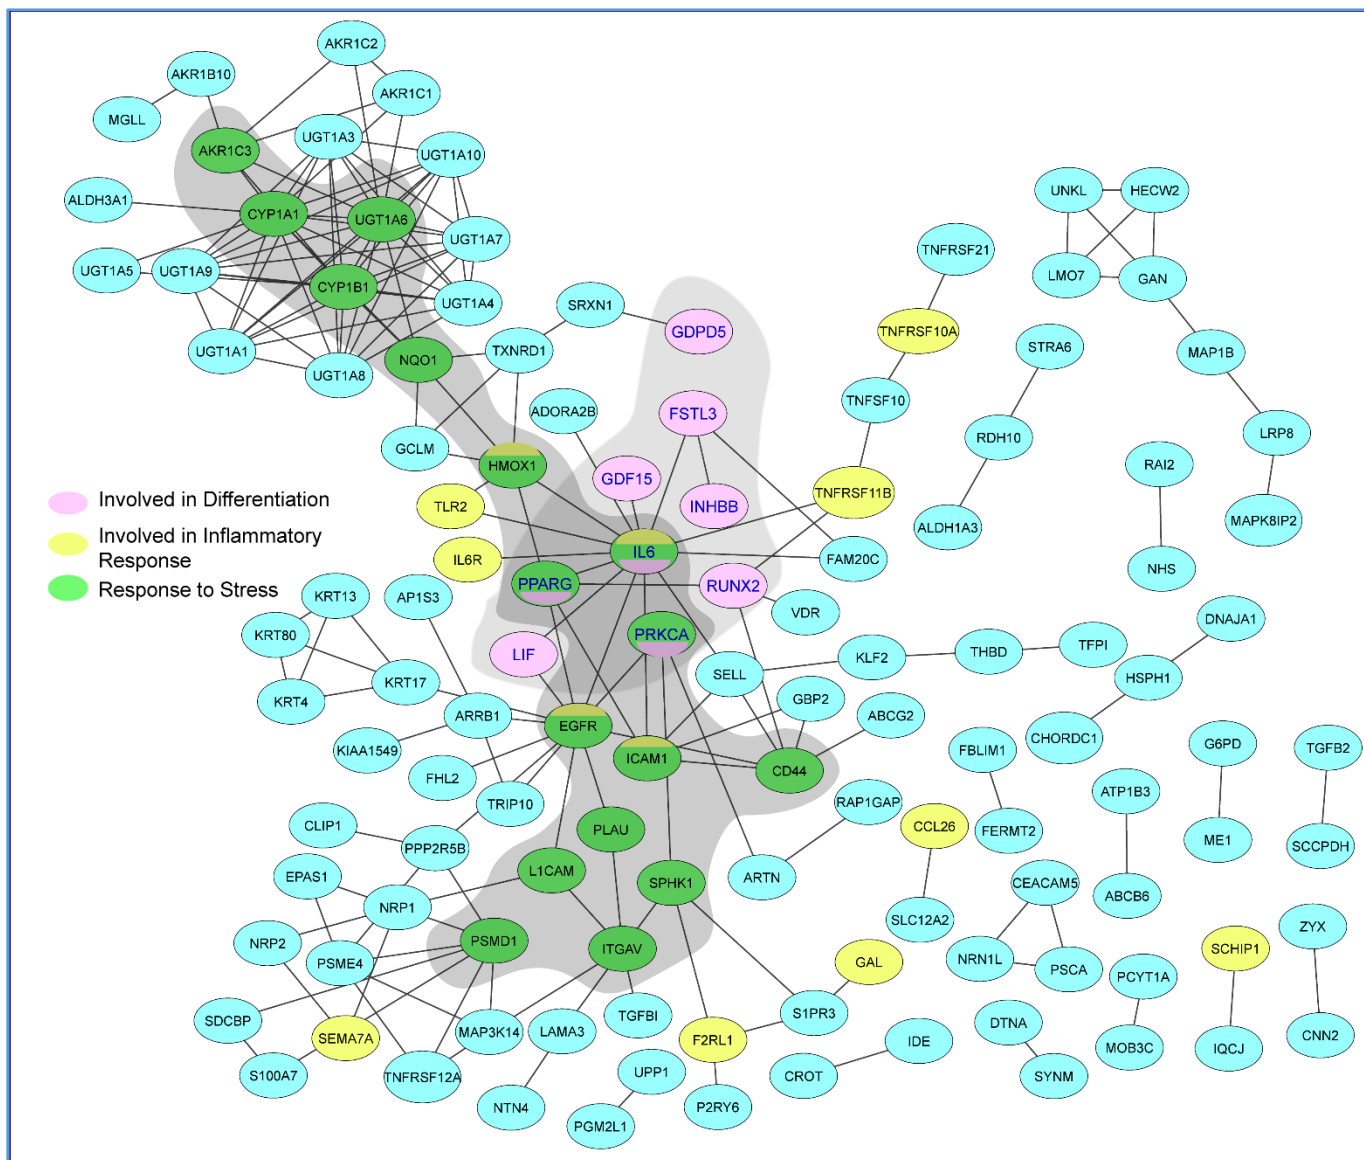 AKR1C2
AKR1B10
AKR1C1
MGLL
UGT1A3
AKR1C3
UGT1A10
UNKL
HECW2
ALDH3A1
CYP1A1
UGT1A6
UGT1A7
TNFRSF21
UGT1A5
UGT1A9
LMO7
GAN
CYP1B1
UGT1A4
SRXN1
GDPD5
TNFRSF10A
UGT1A1
NQO1
TXNRD1
STRA6
MAP1B
UGT1A8
ADORA2B
FSTL3
TNFSF10
RDH10
LRP8
GCLM
HMOX1
GDF15
RAI2
Involved in Differentiation
TLR2
INHBB
TNFRSF11B
ALDH1A3
MAPK8IP2
Involved in Inflammatory
Response
IL6R
IL6
FAM20C
NHS
Response to Stress
PPARG
RUNX2
KRT13
AP1S3
VDR
DNAJA1
KRT80
PRKCA
LIF
SELL
KLF2
THBD
TFPI
KRT17
HSPH1
KRT4
ARRB1
GBP2
EGFR
ABCG2
CHORDC1
KIAA1549
FHL2
ICAM1
CD44
FBLIM1
G6PD
TGFB2
TRIP10
RAP1GAP
ATP1B3
CLIP1
PLAU
CCL26
FERMT2
ME1
SCCPDH
PPP2R5B
EPAS1
L1CAM
SPHK1
ARTN
CEACAM5
ABCB6
NRP1
SLC12A2
NRP2
PSMD1
ITGAV
ZYX
PSME4
GAL
NRN1L
PSCA
SCHIP1
PCYT1A
SDCBP
TGFBI
S1PR3
SEMA7A
MAP3K14
LAMA3
F2RL1
IDE
DTNA
CNN2
MOB3C
IQCJ
S100A7
TNFRSF12A
UPP1
CROT
SYNM
NTN4
P2RY6
PGM2L1